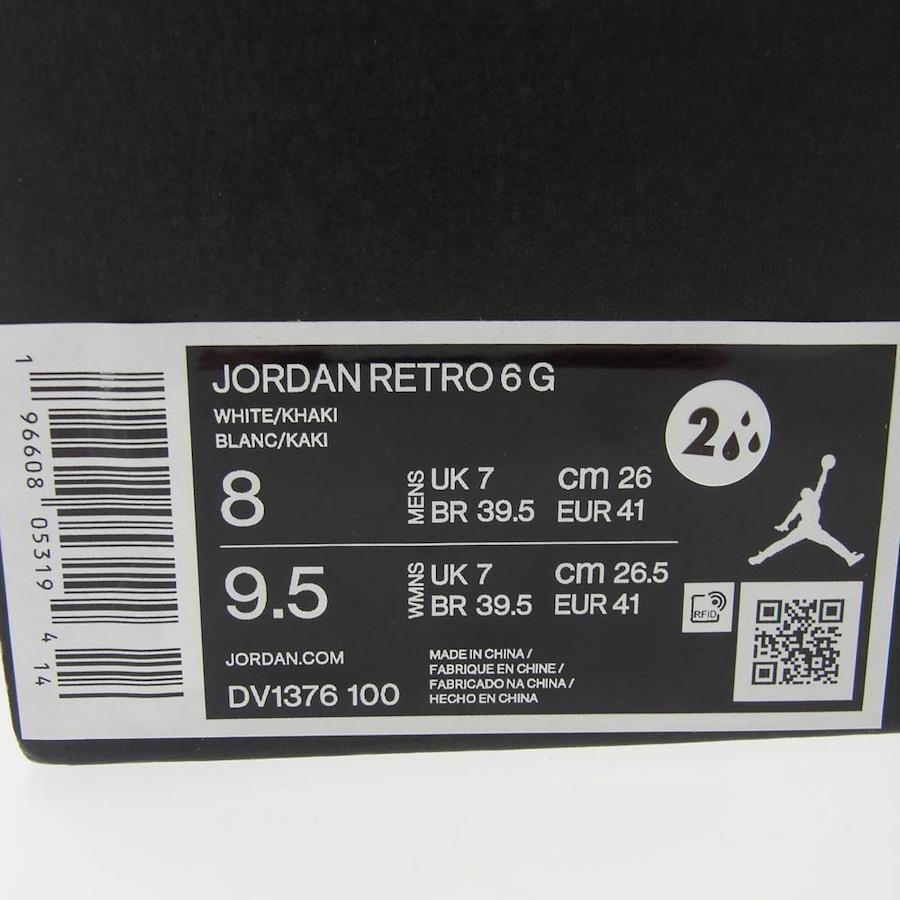 JORDAN RETRO 6 G
WHITE/KHAKI
BLANC/KAKI
2
8
MENS
UK 7 cm 26
BR 39.5 EUR 41
9.5
WMNS
UK 7 cm 26.5
BR 39.5 EUR 41
RFID
JORDAN.COM
DV1376 100
MADE IN CHINA /
FABRIQUE EN CHINE /
FABRICADO NA CHINA /
HECHO EN CHINA
1 96608 05319 4 14